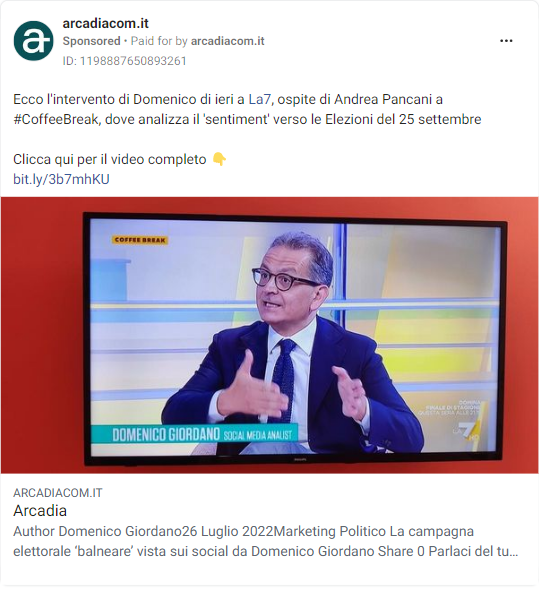 arcadiacom.it
Sponsored • Paid for by arcadiacom.it
ID: 1198887650893261
Ecco l'intervento di Domenico di ieri a La7, ospite di Andrea Pancani a
#CoffeeBreak, dove analizza il 'sentiment' verso le Elezioni del 25 settembre
Clicca qui per il video completo 👇
bit.ly/3b7mhKU
COFFEE BREAK
FINALE DI STAGIONE
DOMENICO GIORDANO SOCIAL MEDIA ANALIST
ARCADIACOM.IT
Arcadia
Author Domenico Giordano26 Luglio 2022Marketing Politico La campagna
elettorale ‘balneare’ vista sui social da Domenico Giordano Share 0 Parlaci del tu...